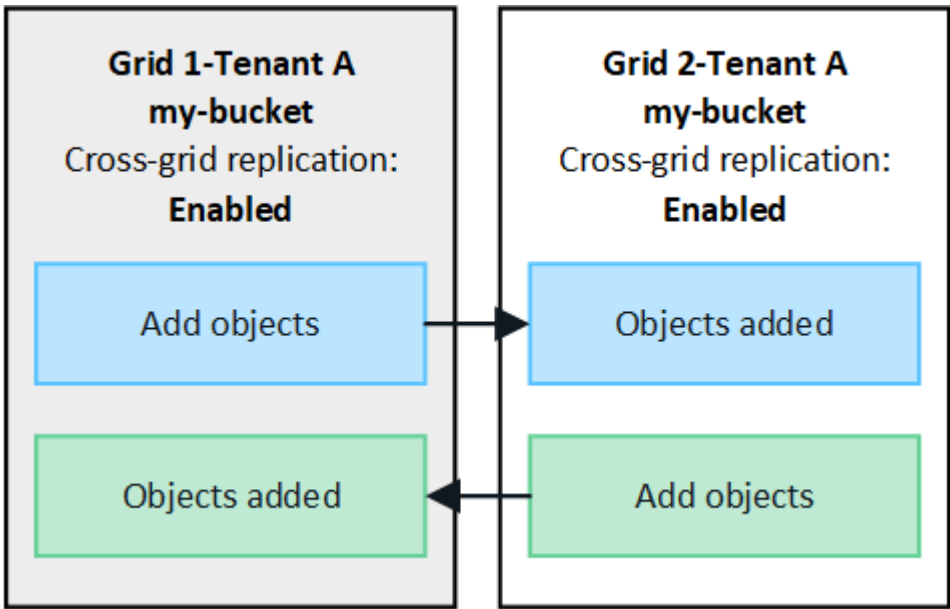 Grid 1-Tenant A
my-bucket
Cross-grid replication:
Enabled
Add objects
Objects added
Grid 2-Tenant A
my-bucket
Cross-grid replication:
Enabled
Objects added
Add objects